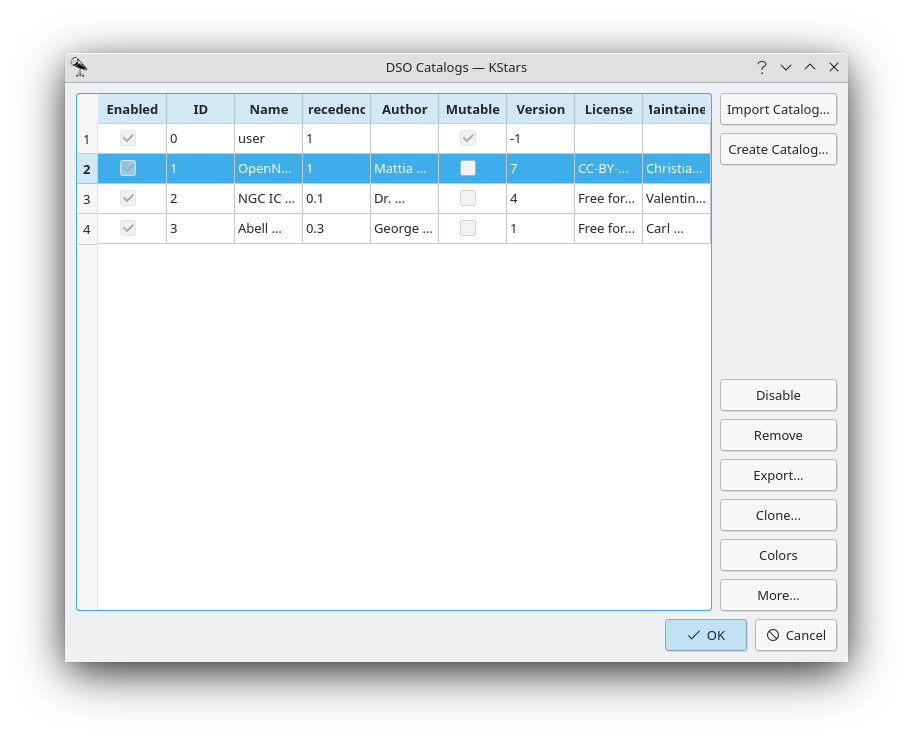 DSO Catalogs — KStars
Enabled ID Name recedenc Author Mutable Version License Maintaine
1 0 user 1 -1
2 1 OpenN... 1 Mattia ... 7 CC-BY-... Christia...
3 2 NGC IC ... 0.1 Dr. ... 4 Free for... Valentin...
4 3 Abell ... 0.3 George ... 1 Free for... Carl ...
Import Catalog...
Create Catalog...
Disable
Remove
Export...
Clone...
Colors
More...
OK Cancel